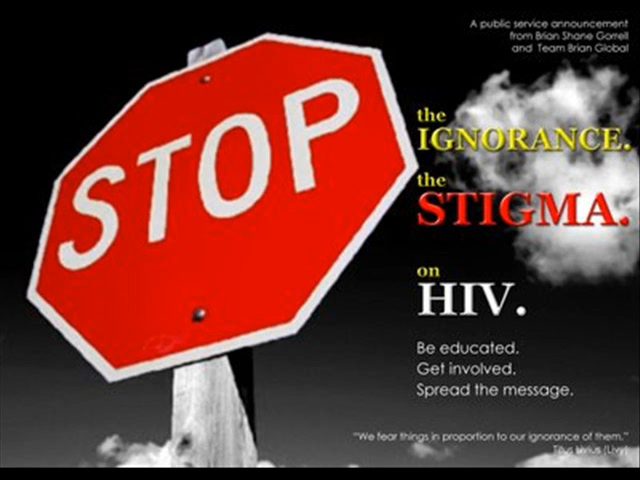 A public service announcement
from Brian Shane Gorrell
and Team Brian Global
STOP
the
IGNORANCE.
the
STIGMA.
on
HIV.
Be educated.
Get involved.
Spread the message.
"We fear things in proportion to our ignorance of them."
Titus Livius (Livy)